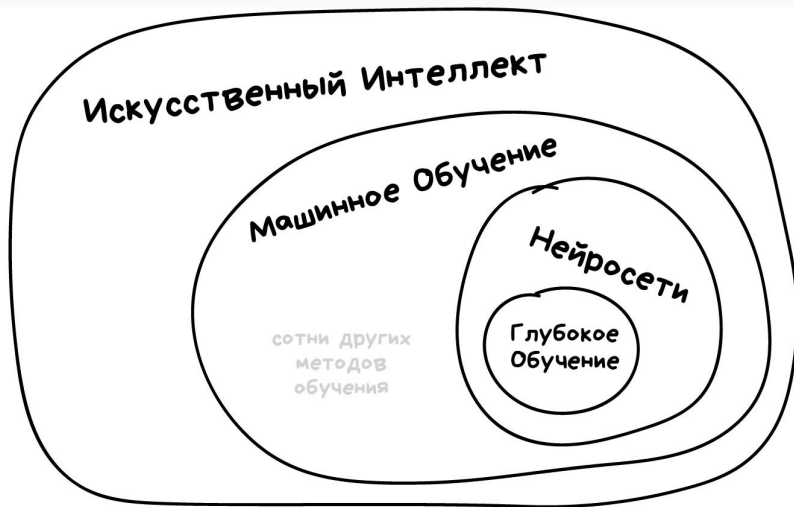 Искусственный Интеллект
Машинное Обучение
Нейросети
Глубокое
Обучение
сотни других
методов
обучения